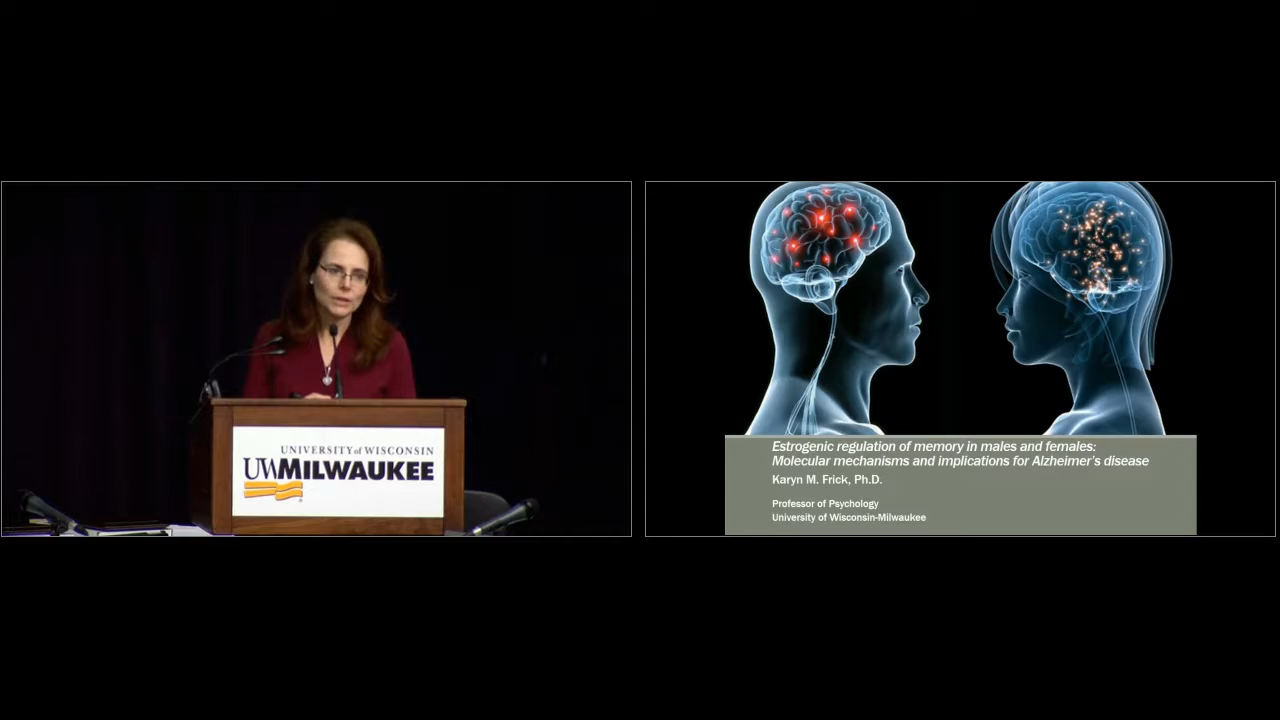 UNIVERSITY of WISCONSIN
UWMILWAUKEE
Estrogenic regulation of memory in males and females:
Molecular mechanisms and implications for Alzheimer's disease
Karyn M. Frick, Ph.D.
Professor of Psychology
University of Wisconsin-Milwaukee